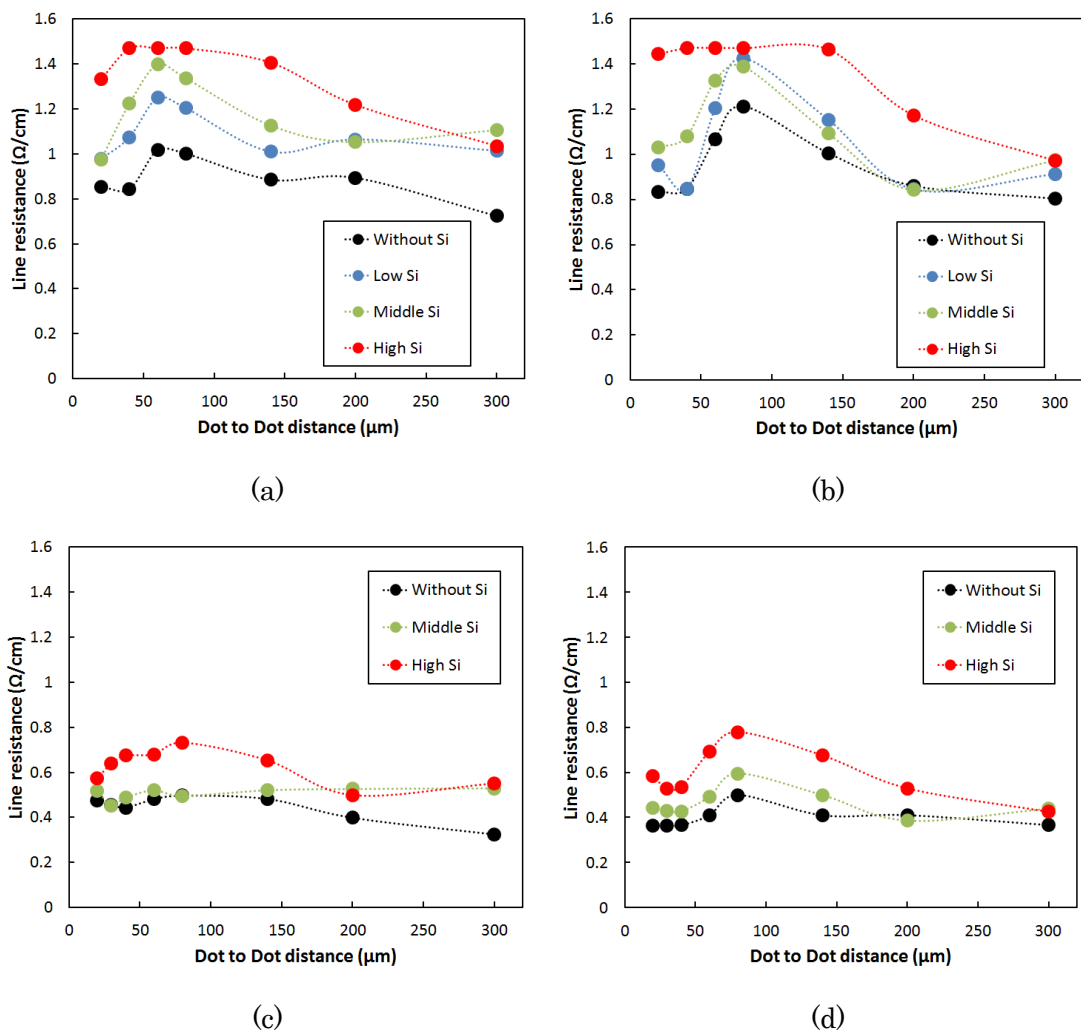 1.6
1.4
1.2
1
0.8
0.6
0.4
0.2
0
Line resistance (Ω/cm)
Without Si
Low Si
Middle Si
High Si
0 50 100 150 200 250 300
Dot to Dot distance (μm)
(a)
1.6
1.4
1.2
1
0.8
0.6
0.4
0.2
0
Line resistance (Ω/cm)
Without Si
Low Si
Middle Si
High Si
0 50 100 150 200 250 300
Dot to Dot distance (μm)
(b)
1.6
1.4
1.2
1
0.8
0.6
0.4
0.2
0
Line resistance (Ω/cm)
Without Si
Middle Si
High Si
0 50 100 150 200 250 300
Dot to Dot distance (μm)
(c)
1.6
1.4
1.2
1
0.8
0.6
0.4
0.2
0
Line resistance (Ω/cm)
Without Si
Middle Si
High Si
0 50 100 150 200 250 300
Dot to Dot distance (μm)
(d)